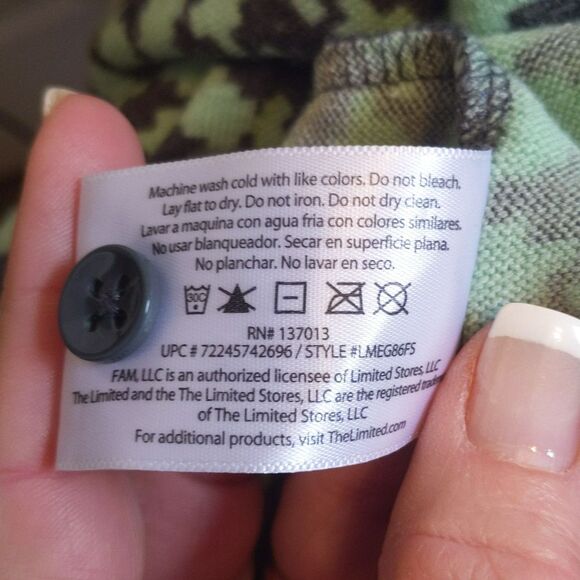 Machine wash cold with like colors. Do not bleach.
Lay flat to dry. Do not iron. Do not dry clean.
Lavar a maquina con agua fria con colores similares.
No usar blanqueador. Secar en superficie plana.
No planchar. No lavar en seco.
30C
RN# 137013
UPC # 72245742696 / STYLE #LMEG86FS
FAM, LLC is an authorized licensee of Limited Stores, LLC
The Limited and the The Limited Stores, LLC are the registered
of The Limited Stores, LLC
For additional products, visit TheLimited.com